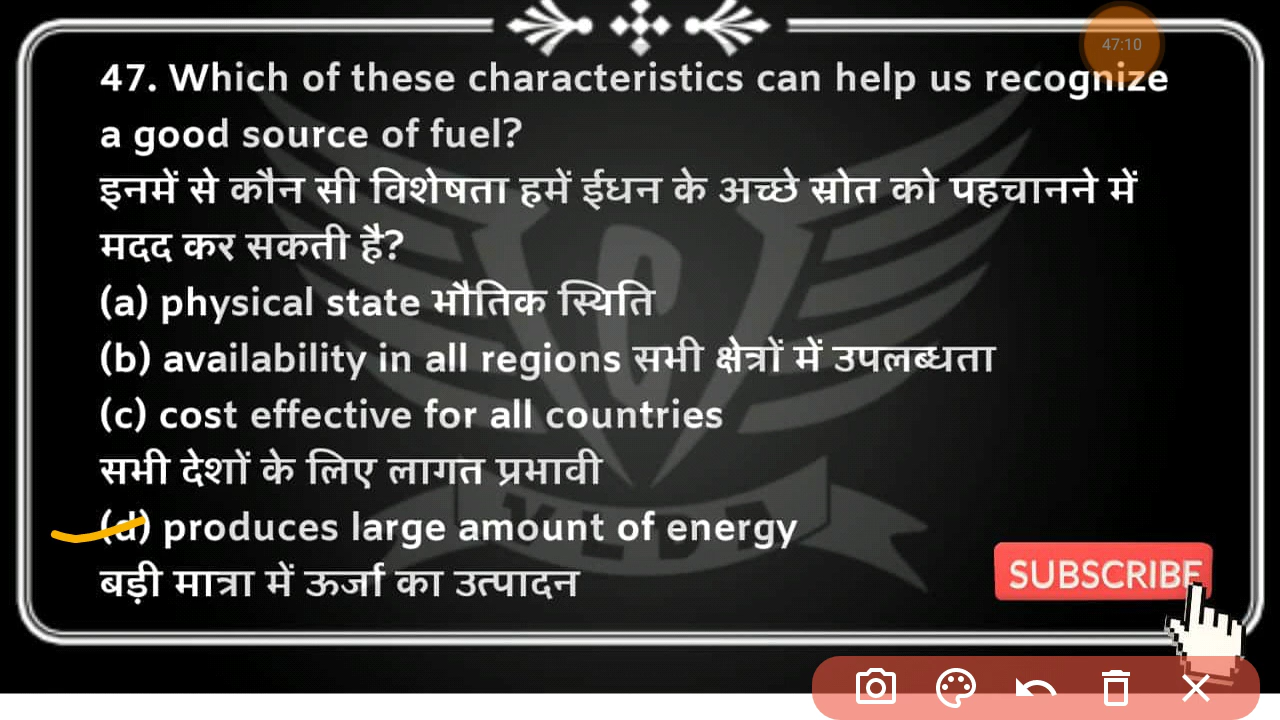 47:10
47. Which of these characteristics can help us recognize
a good source of fuel?
इनमें से कौन सी विशेषता हमें ईधन के अच्छे स्रोत को पहचानने में
मदद कर सकती है?
(a) physical state भौतिक स्थिति
(b) availability in all regions सभी क्षेत्रों में उपलब्धता
(c) cost effective for all countries
सभी देशों के लिए लागत प्रभावी
(d) produces large amount of energy
बड़ी मात्रा में ऊर्जा का उत्पादन
SUBSCRIBE